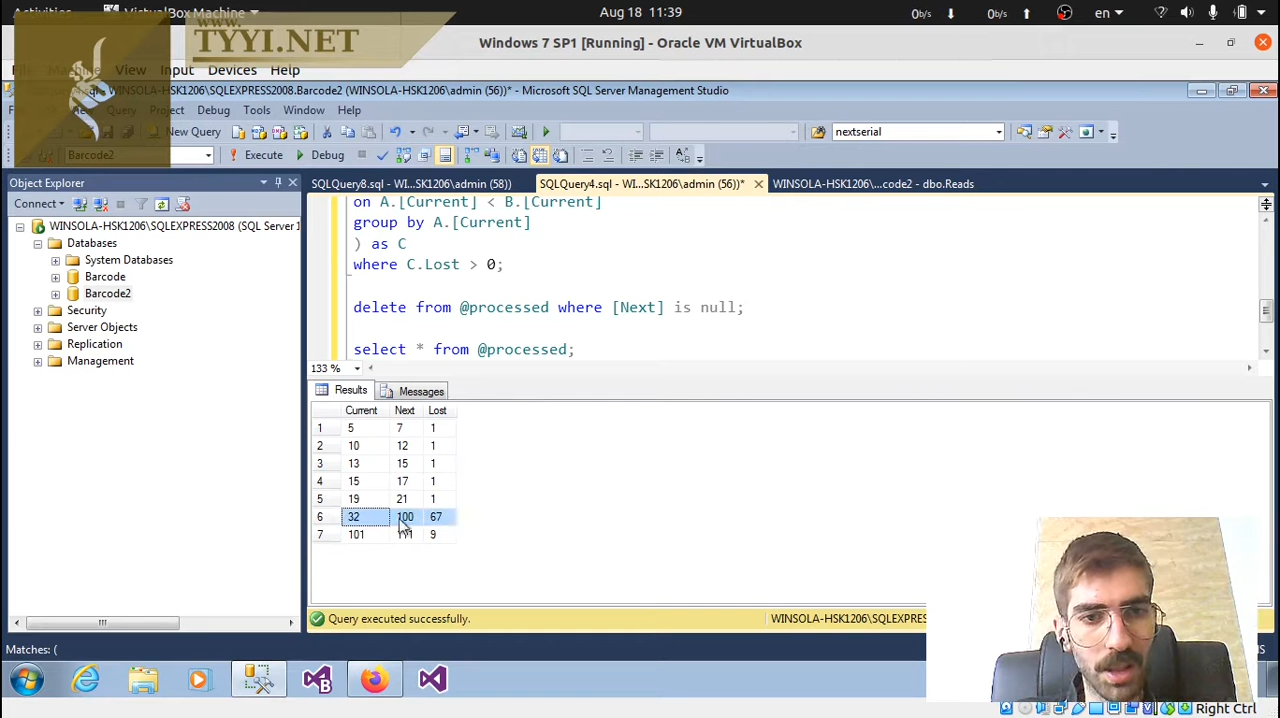 Activities
VirtualBox Machine
Aug 18 11:39
0b/s
0b/s
en
www.
TYYI.NET
Windows 7 SP1 [Running] - Oracle VM VirtualBox
File Machine View Input Devices Help
WINSOLA-HSK1206\SQLEXPRESS2008.Barcode2 (WINSOLA-HSK1206\admin (56))* - Microsoft SQL Server Management Studio
Query Project Debug Tools Window Help
New Query
nextserial
Barcode2
Execute
Debug
Object Explorer
SQLQuery8.sql - WI...SK1206\admin (58))
SQLQuery4.sql - WI...SK1206\admin (56))*
WINSOLA-HSK1206\...code2 - dbo.Reads
Connect
WINSOLA-HSK1206\SQLEXPRESS2008 (SQL Server 1
Databases
System Databases
Barcode
Barcode2
Security
Server Objects
Replication
Management
on A.[Current] < B.[Current]
group by A.[Current]
) as C
where C.Lost > 0;
delete from @processed where [Next] is null;
select * from @processed;
133 %
Results
Messages
Current Next Lost
1 5 7 1
2 10 12 1
3 13 15 1
4 15 17 1
5 19 21 1
6 32 100 67
7 101 111 9
Query executed successfully.
WINSOLA-HSK1206\SQLEXPRES
Matches: (
Right Ctrl